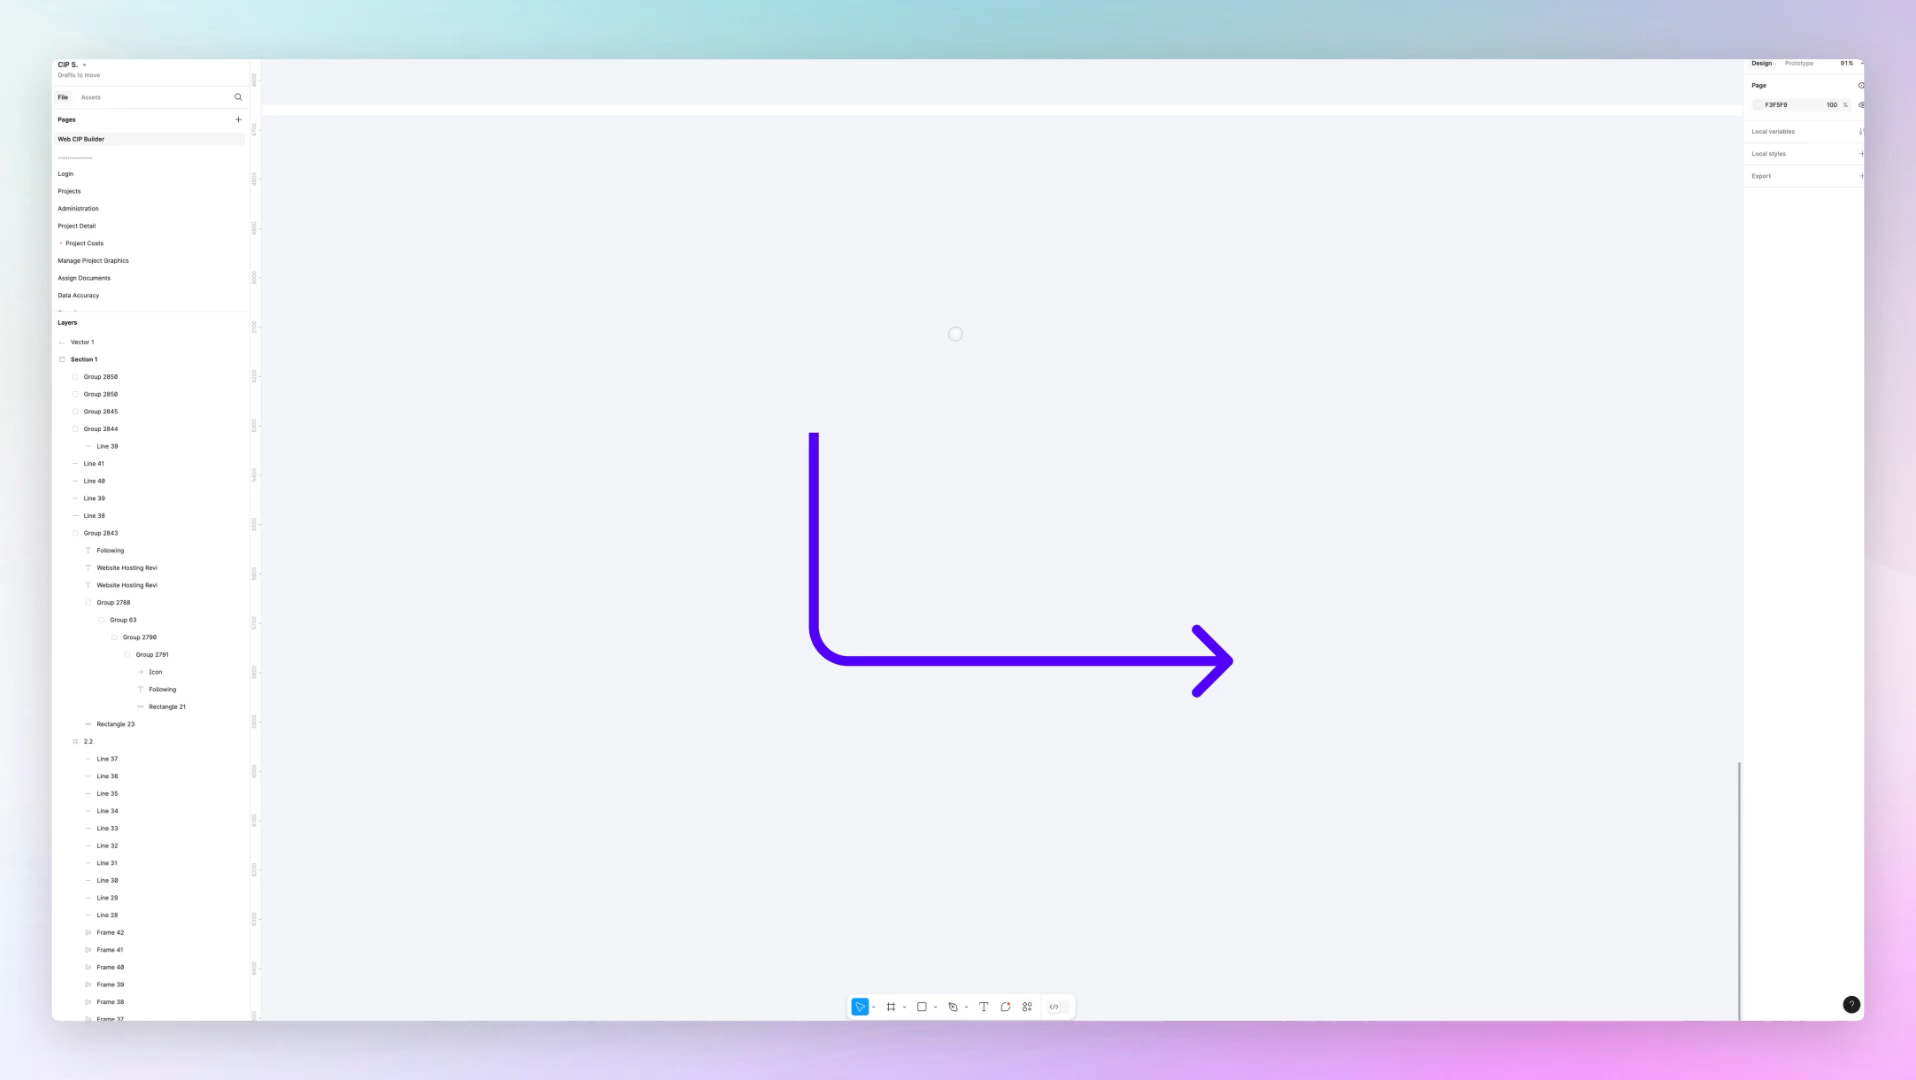 CIP S.
Drafts to move
File
Assets
Pages
Web CIP Builder
Login
Projects
Administration
Project Detail
Project Costs
Manage Project Graphics
Assign Documents
Data Accuracy
Layers
Vector 1
Section 1
Group 2850
Group 2850
Group 2845
Group 2844
Line 39
Line 41
Line 40
Line 39
Line 38
Group 2843
Following
Website Hosting Revi
Website Hosting Revi
Group 2788
Group 63
Group 2790
Group 2791
Icon
Following
Rectangle 21
Rectangle 23
2.2
Line 37
Line 36
Line 35
Line 34
Line 33
Line 32
Line 31
Line 30
Line 29
Line 28
Frame 42
Frame 41
Frame 40
Frame 39
Frame 38
Frame 37
Design
Prototype
91%
Page
F3F5F9
100 %
Local variables
Local styles
Export
?